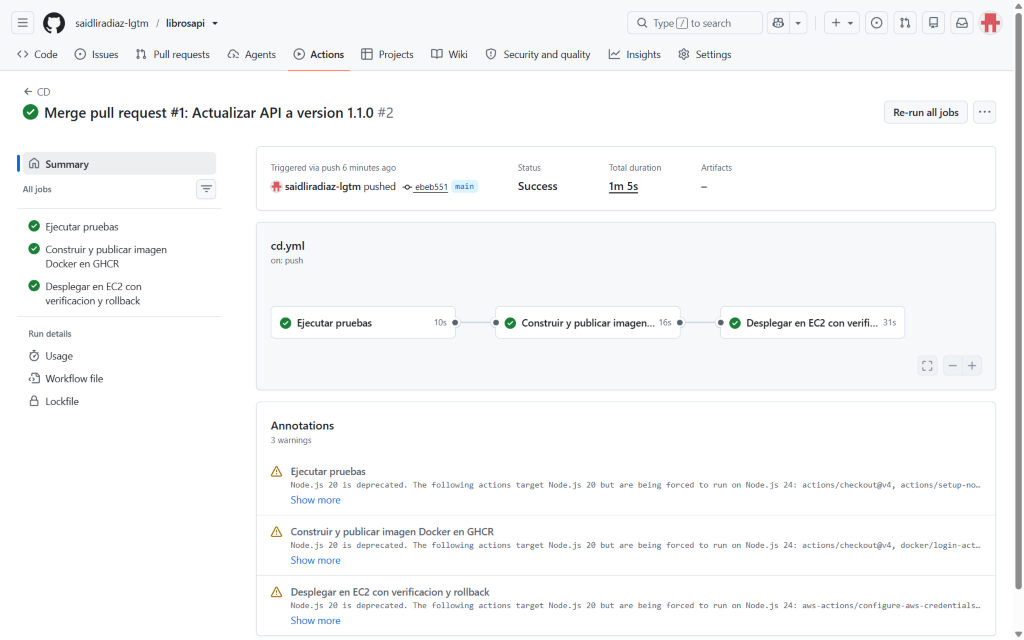 saidliradiaz-lgtm / librosapi
Type / to search
Code Issues Pull requests Agents Actions Projects Wiki Security and quality Insights Settings
CD
Merge pull request #1: Actualizar API a version 1.1.0 #2
Re-run all jobs
Summary
All jobs
Ejecutar pruebas
Construir y publicar imagen
Docker en GHCR
Desplegar en EC2 con
verificacion y rollback
Run details
Usage
Workflow file
Lockfile
Triggered via push 6 minutes ago
saidliradiaz-lgtm pushed ebeb551 main
Status
Success
Total duration
1m 5s
Artifacts
–
cd.yml
on: push
Ejecutar pruebas 10s
Construir y publicar imagen... 16s
Desplegar en EC2 con verifi... 31s
Annotations
3 warnings
Ejecutar pruebas
Node.js 20 is deprecated. The following actions target Node.js 20 but are being forced to run on Node.js 24: actions/checkout@v4, actions/setup-no…
Show more
Construir y publicar imagen Docker en GHCR
Node.js 20 is deprecated. The following actions target Node.js 20 but are being forced to run on Node.js 24: actions/checkout@v4, docker/login-act…
Show more
Desplegar en EC2 con verificacion y rollback
Node.js 20 is deprecated. The following actions target Node.js 20 but are being forced to run on Node.js 24: aws-actions/configure-aws-credentials…
Show more